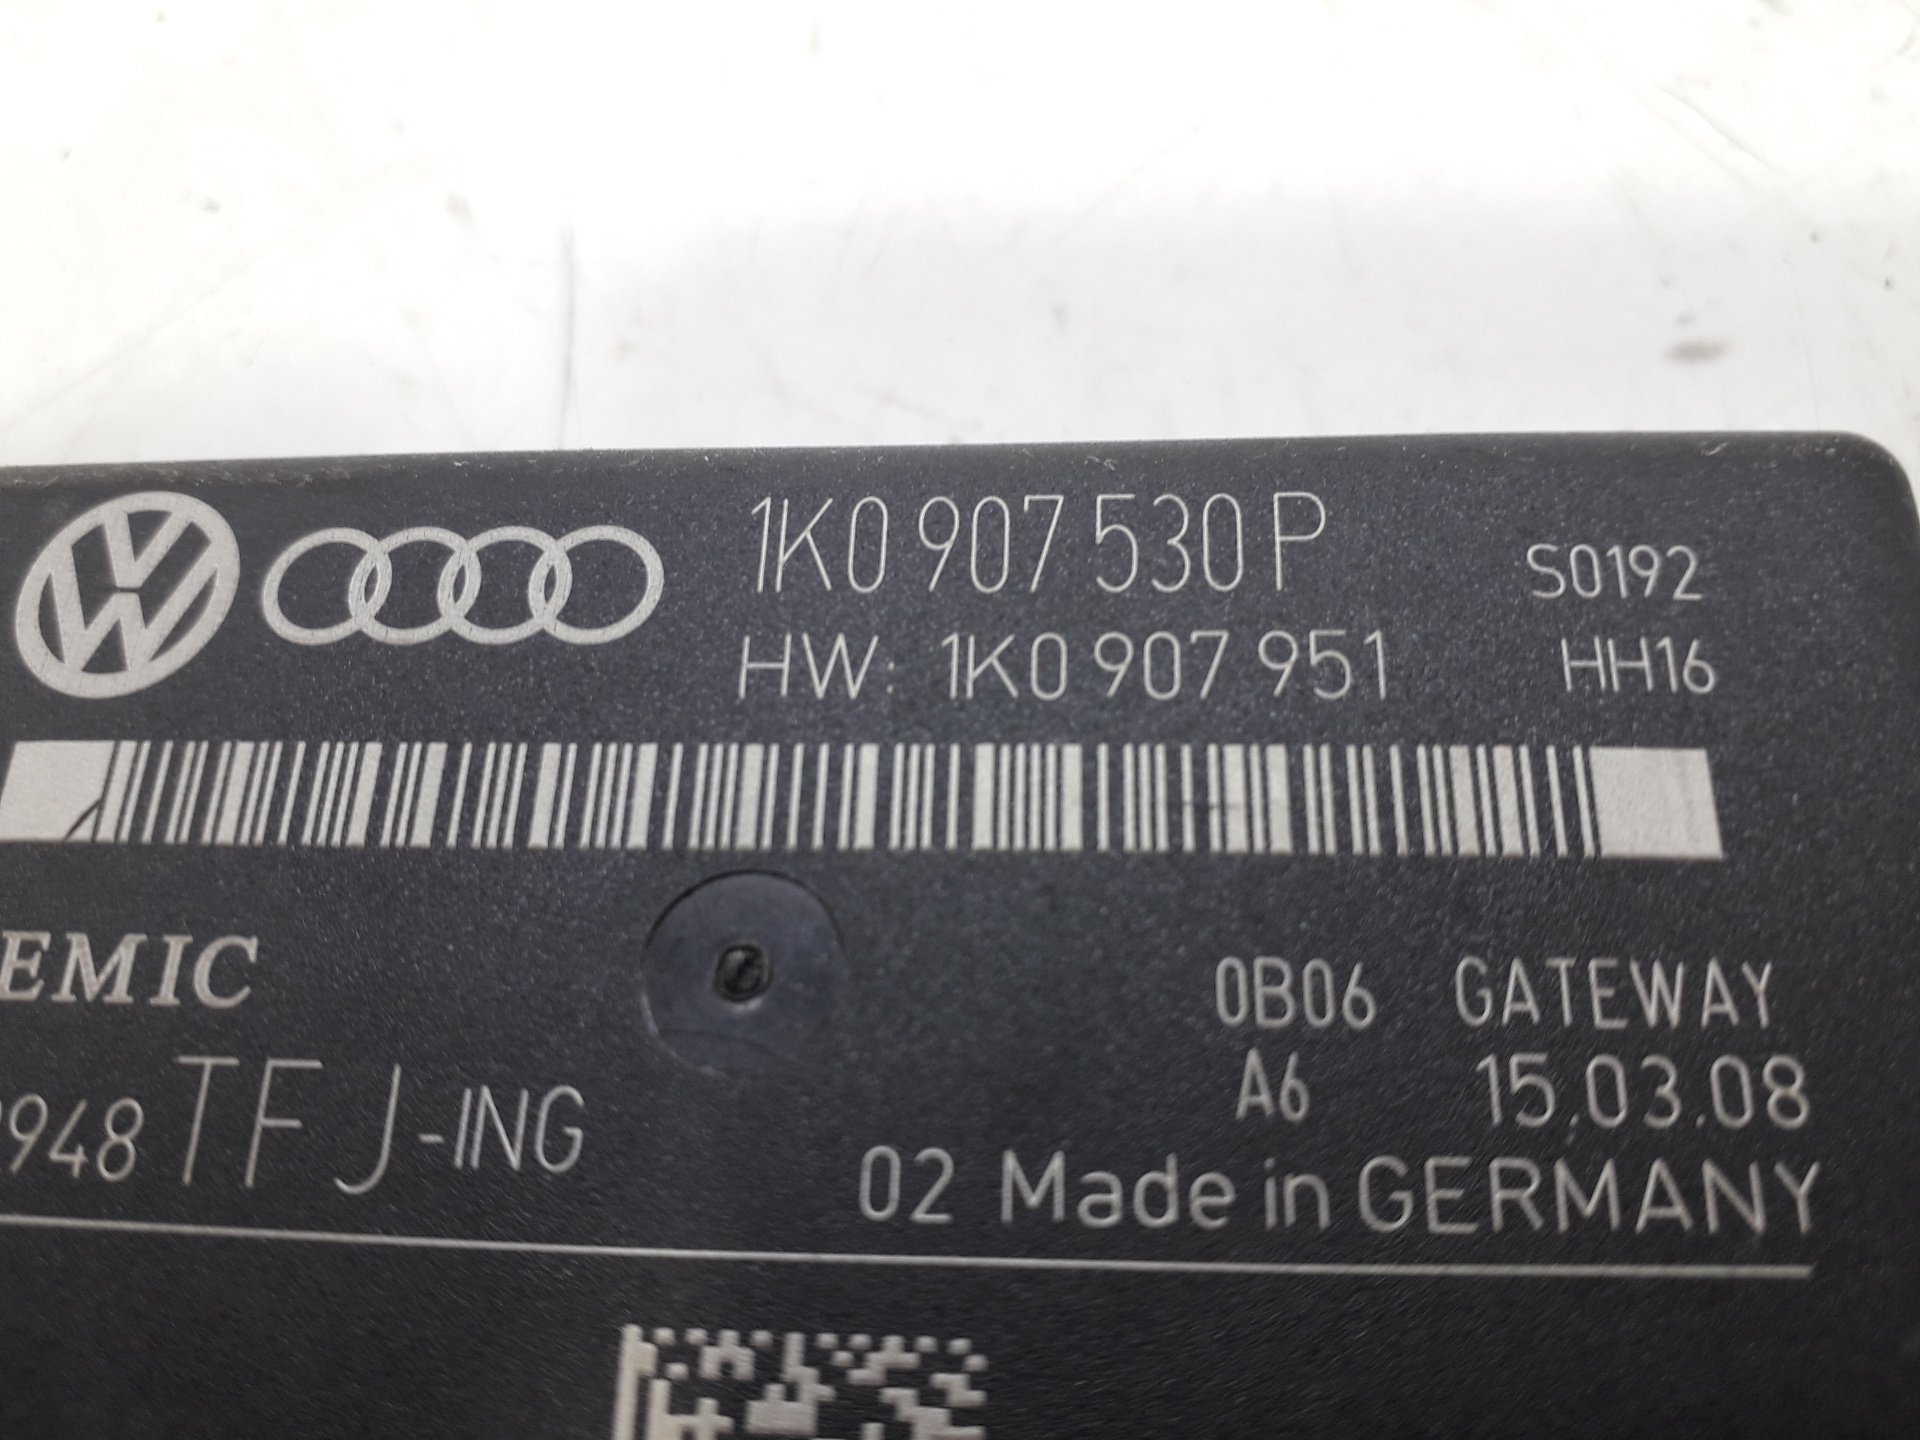 1K0 907 530 P
S0192
HW: 1K0 907 951
HH16
EMIC
0B06 GATEWAY
A6 15.03.08
948 TFJ-ING
02 Made in GERMANY